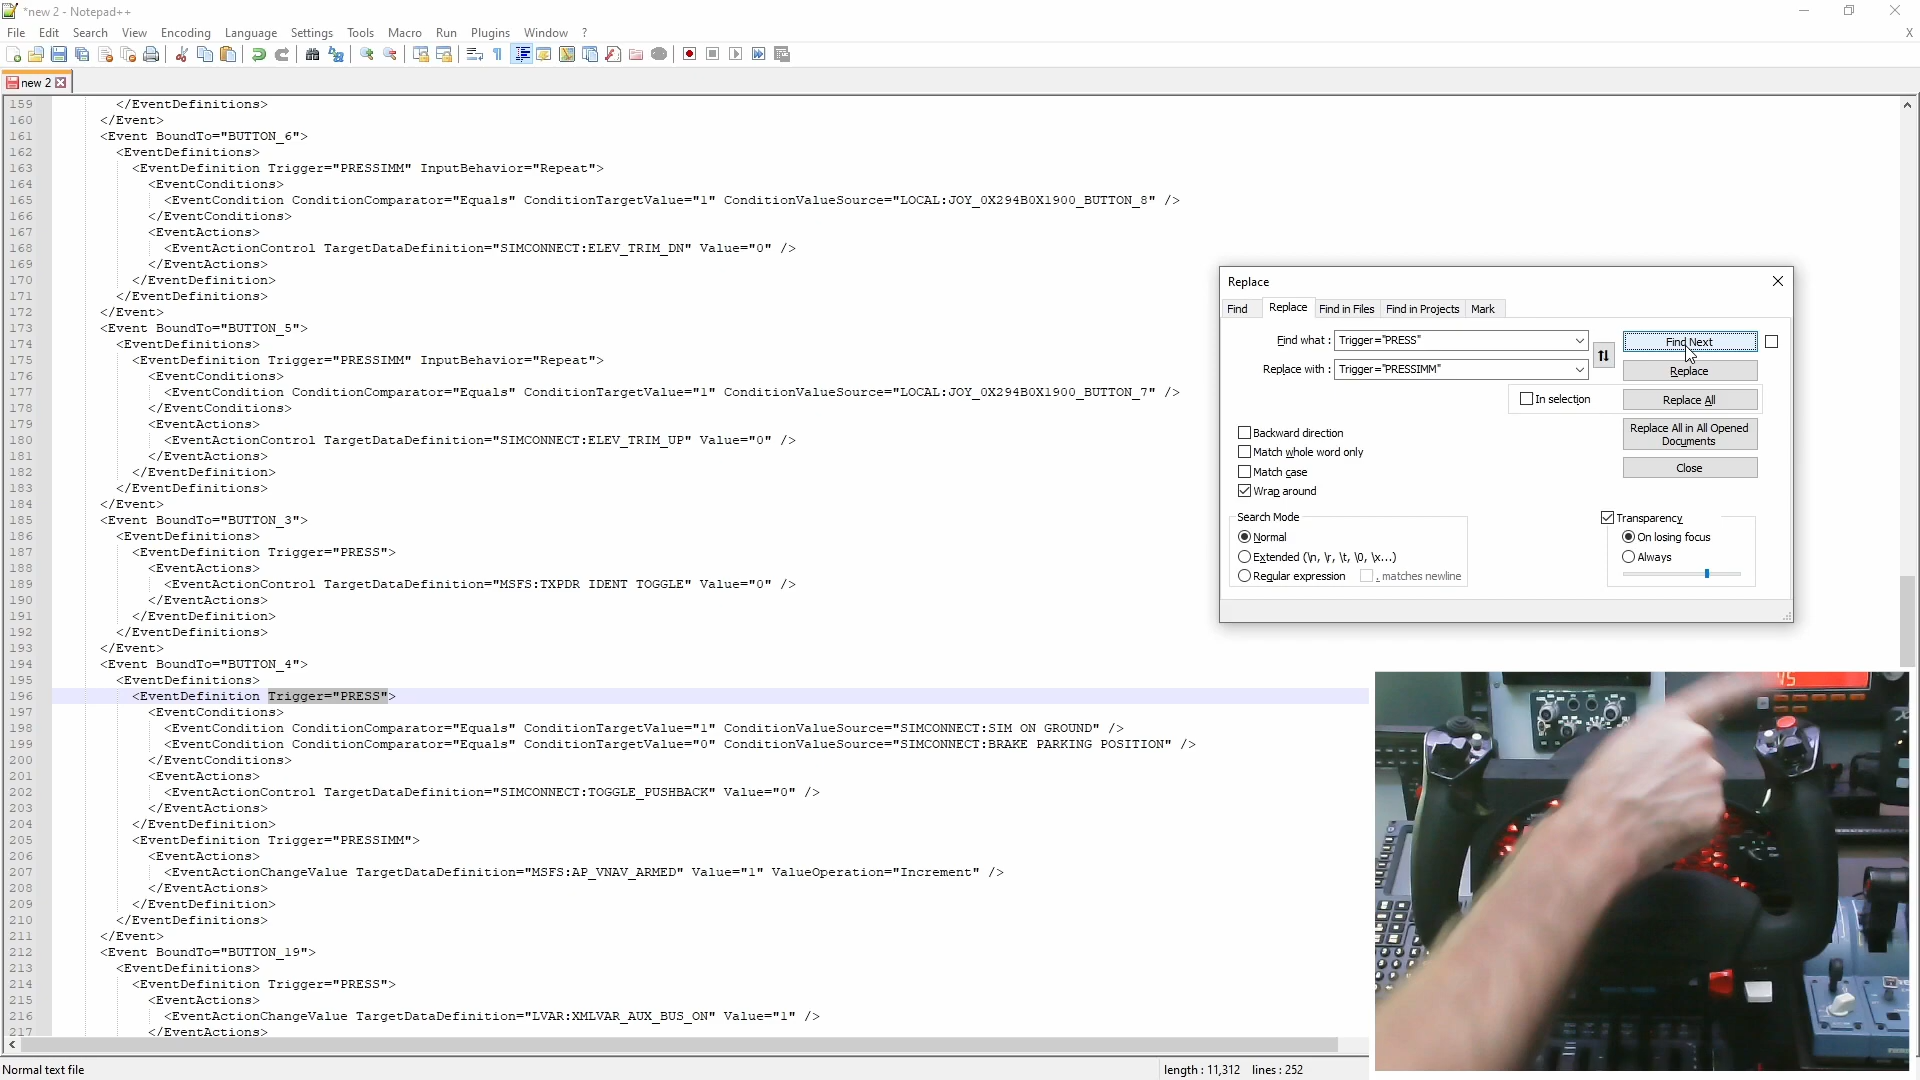 *new 2 - Notepad++
File Edit Search View Encoding Language Settings Tools Macro Run Plugins Window ? X
new 2
159 </EventDefinitions>
160 </Event>
161 <Event BoundTo="BUTTON_6">
162 <EventDefinitions>
163 <EventDefinition Trigger="PRESSIMM" InputBehavior="Repeat">
164 <EventConditions>
165 <EventCondition ConditionComparator="Equals" ConditionTargetValue="1" ConditionValueSource="LOCAL:JOY_0X294B0X1900_BUTTON_8" />
166 </EventConditions>
167 <EventActions>
168 <EventActionControl TargetDataDefinition="SIMCONNECT:ELEV_TRIM_DN" Value="0" />
169 </EventActions>
170 </EventDefinition>
171 </EventDefinitions>
172 </Event>
173 <Event BoundTo="BUTTON_5">
174 <EventDefinitions>
175 <EventDefinition Trigger="PRESSIMM" InputBehavior="Repeat">
176 <EventConditions>
177 <EventCondition ConditionComparator="Equals" ConditionTargetValue="1" ConditionValueSource="LOCAL:JOY_0X294B0X1900_BUTTON_7" />
178 </EventConditions>
179 <EventActions>
180 <EventActionControl TargetDataDefinition="SIMCONNECT:ELEV_TRIM_UP" Value="0" />
181 </EventActions>
182 </EventDefinition>
183 </EventDefinitions>
184 </Event>
185 <Event BoundTo="BUTTON_3">
186 <EventDefinitions>
187 <EventDefinition Trigger="PRESS">
188 <EventActions>
189 <EventActionControl TargetDataDefinition="MSFS:TXPDR IDENT TOGGLE" Value="0" />
190 </EventActions>
191 </EventDefinition>
192 </EventDefinitions>
193 </Event>
194 <Event BoundTo="BUTTON_4">
195 <EventDefinitions>
196 <EventDefinition Trigger="PRESS">
197 <EventConditions>
198 <EventCondition ConditionComparator="Equals" ConditionTargetValue="1" ConditionValueSource="SIMCONNECT:SIM ON GROUND" />
199 <EventCondition ConditionComparator="Equals" ConditionTargetValue="0" ConditionValueSource="SIMCONNECT:BRAKE PARKING POSITION" />
200 </EventConditions>
201 <EventActions>
202 <EventActionControl TargetDataDefinition="SIMCONNECT:TOGGLE_PUSHBACK" Value="0" />
203 </EventActions>
204 </EventDefinition>
205 <EventDefinition Trigger="PRESSIMM">
206 <EventActions>
207 <EventActionChangeValue TargetDataDefinition="MSFS:AP_VNAV_ARMED" Value="1" ValueOperation="Increment" />
208 </EventActions>
209 </EventDefinition>
210 </EventDefinitions>
211 </Event>
212 <Event BoundTo="BUTTON_19">
213 <EventDefinitions>
214 <EventDefinition Trigger="PRESS">
215 <EventActions>
216 <EventActionChangeValue TargetDataDefinition="LVAR:XMLVAR_AUX_BUS_ON" Value="1" />
217 </EventActions>
Replace
Find Replace Find in Files Find in Projects Mark
Find what : Trigger="PRESS" Find Next
Replace with : Trigger="PRESSIMM" Replace
In selection Replace All
Replace All in All Opened
Documents
Close
Backward direction
Match whole word only
Match case
Wrap around
Search Mode
Normal
Extended (\n, \r, \t, \0, \x...)
Regular expression . matches newline
Transparency
On losing focus
Always
VS
Normal text file length : 11,312 lines : 252